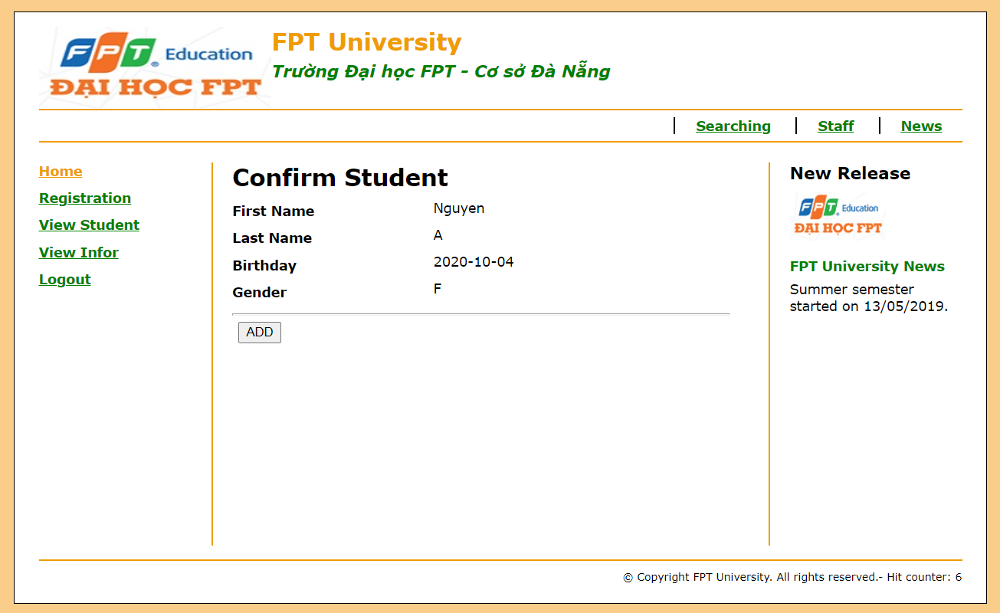 FPT Education
ĐẠI HỌC FPT
FPT University
Trường Đại học FPT - Cơ sở Đà Nẵng
Searching
Staff
News
Home
Registration
View Student
View Infor
Logout
Confirm Student
First Name Nguyen
Last Name A
Birthday 2020-10-04
Gender F
ADD
New Release
FPT Education
ĐẠI HỌC FPT
FPT University News
Summer semester
started on 13/05/2019.
© Copyright FPT University. All rights reserved.- Hit counter: 6